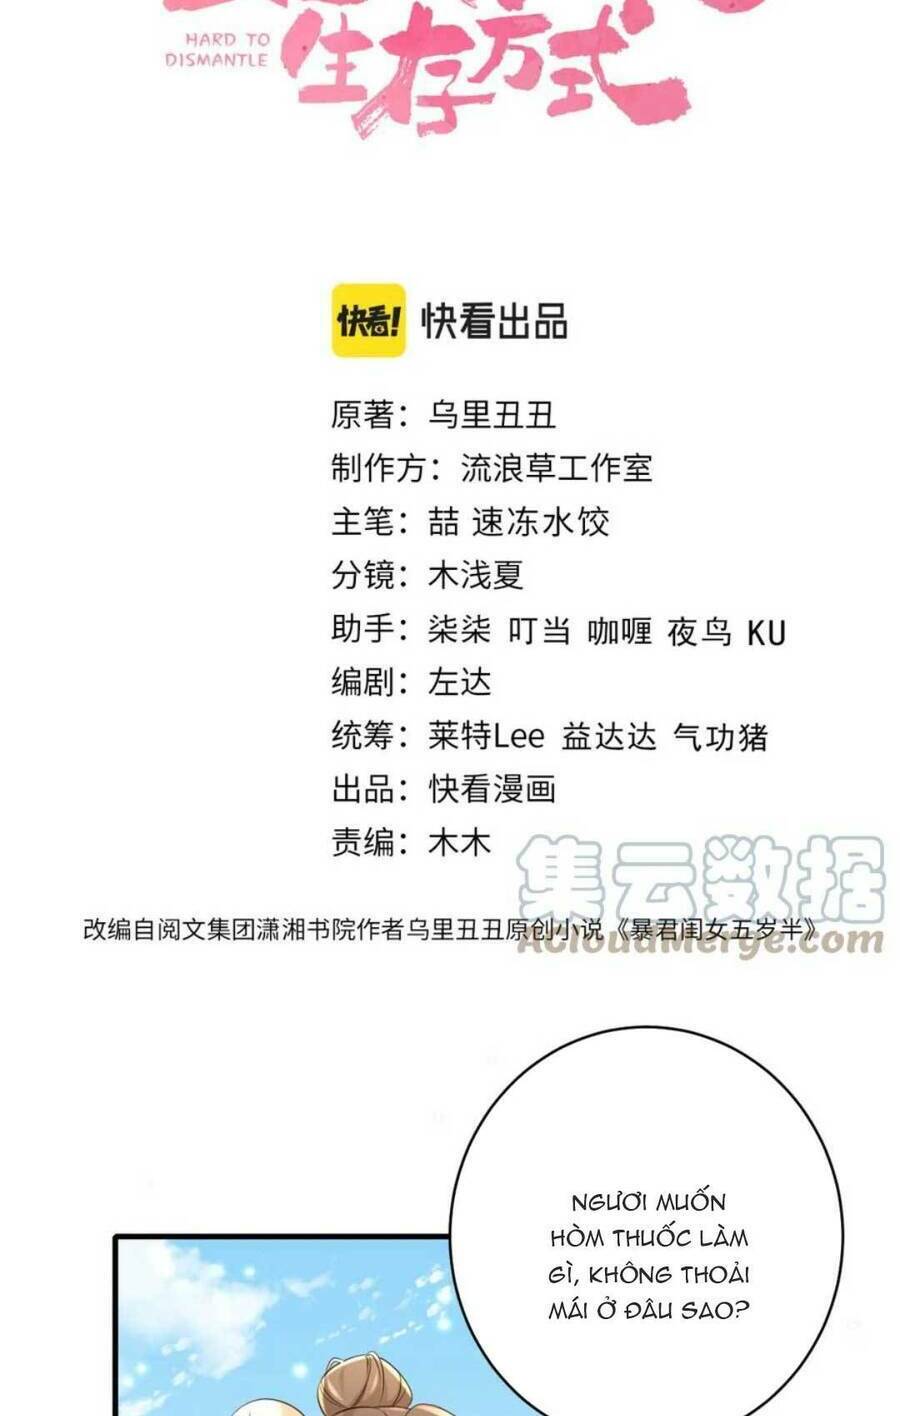 HARD TO
DISMANTLE
生存方式
快看! 快看出品
原著：乌里丑丑
制作方：流浪草工作室
主笔：喆 速冻水饺
分镜：木浅夏
助手：柒柒 叮当 咖喱 夜鸟 KU
编剧：左达
统筹：莱特Lee 益达达 气功猪
出品：快看漫画
责编：木木
集云数据
AcloudMerge.com
改编自阅文集团潇湘书院作者乌里丑丑原创小说《暴君闺女五岁半》
NGƯƠI MUỐN
HÒM THUỐC LÀM
GÌ, KHÔNG THOẢI
MÁI Ở ĐÂU SAO?